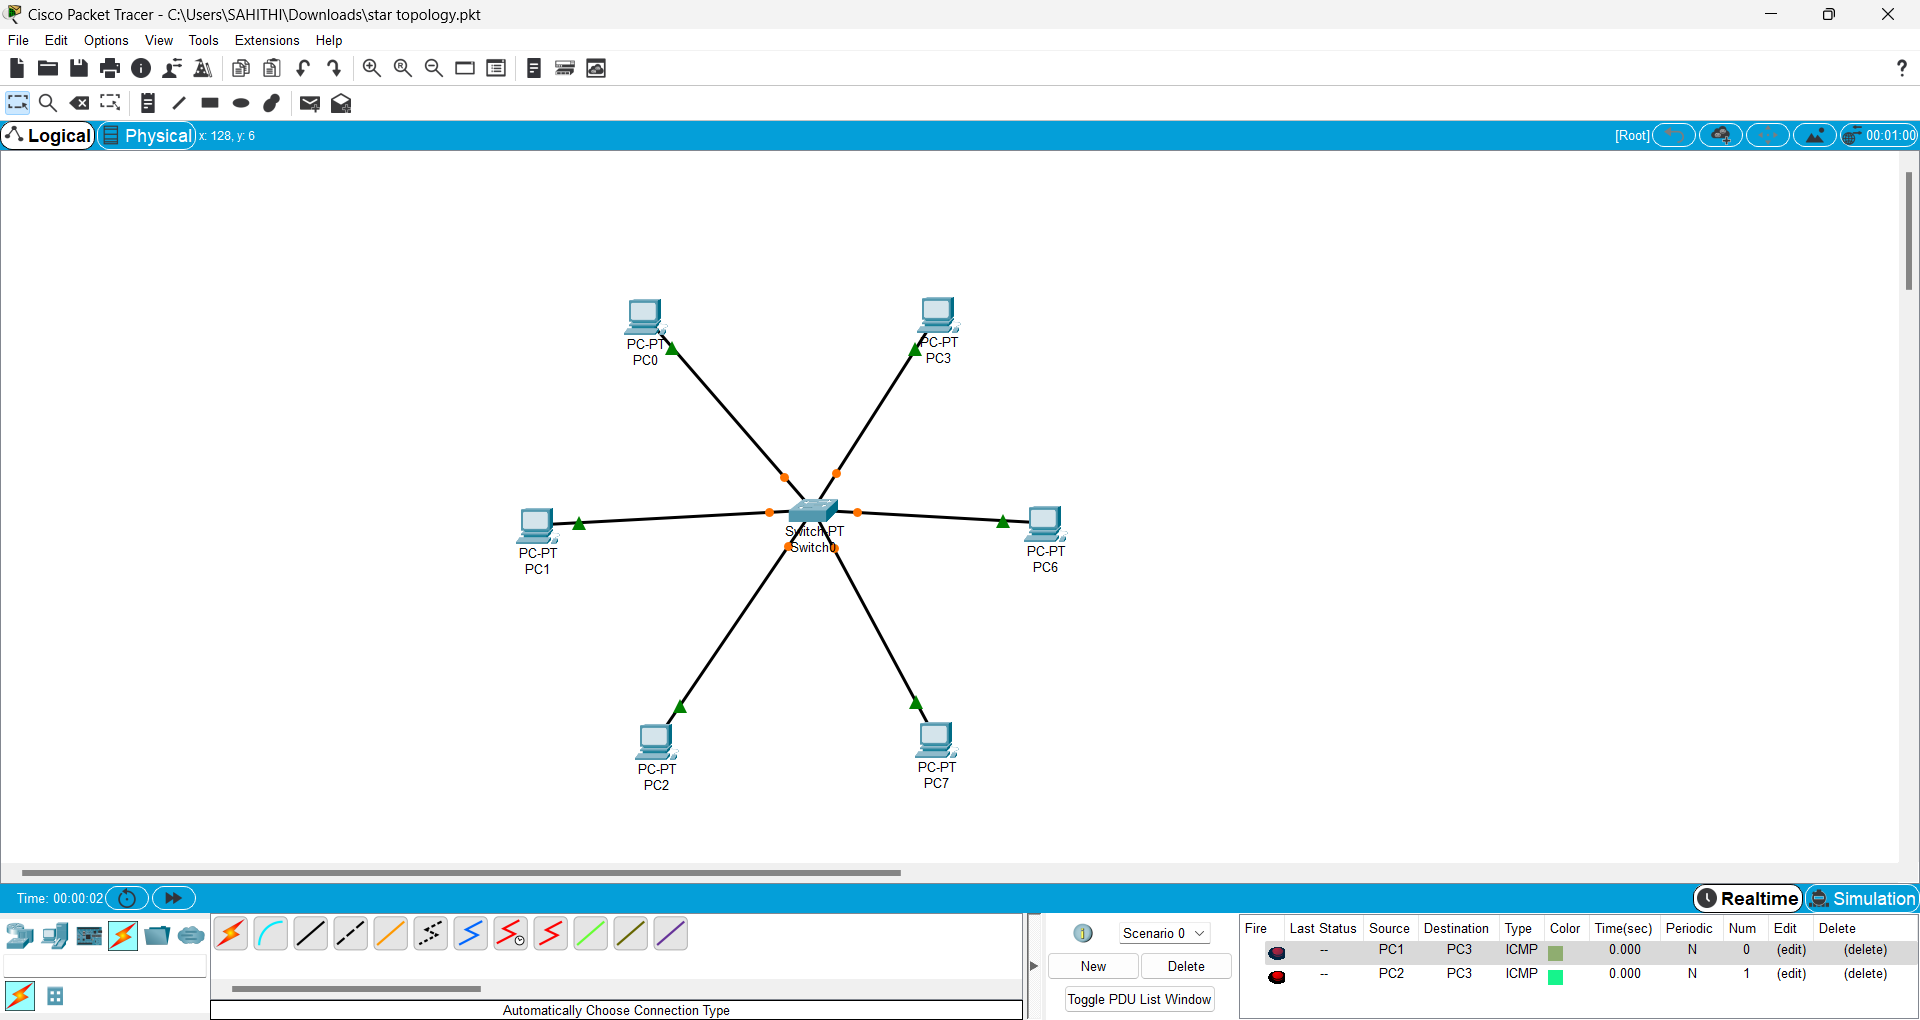 Cisco Packet Tracer - C:\Users\SAHITHI\Downloads\star topology.pkt
File Edit Options View Tools Extensions Help
?
Logical Physical x: 128, y: 6 [Root] 00:01:00
PC-PT
PC0
PC-PT
PC3
PC-PT
PC1
Switch-PT
Switch0
PC-PT
PC6
PC-PT
PC2
PC-PT
PC7
Time: 00:00:02 Realtime Simulation
Scenario 0
New Delete
Toggle PDU List Window
Fire Last Status Source Destination Type Color Time(sec) Periodic Num Edit Delete
-- PC1 PC3 ICMP 0.000 N 0 (edit) (delete)
-- PC2 PC3 ICMP 0.000 N 1 (edit) (delete)
Automatically Choose Connection Type